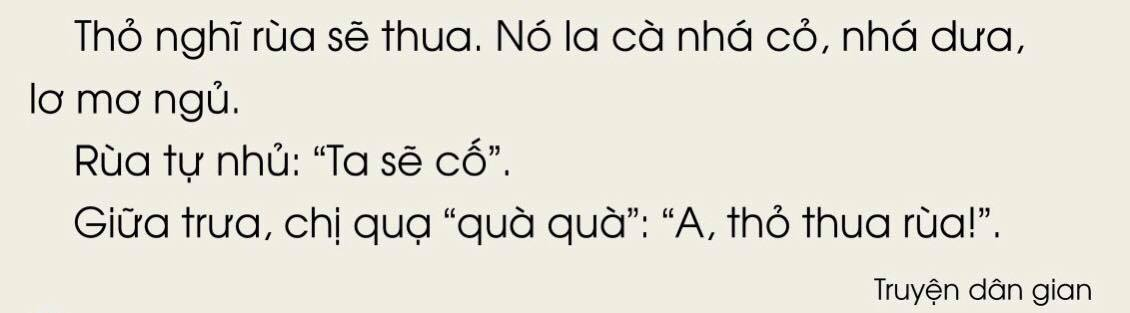 Thỏ nghĩ rùa sẽ thua. Nó la cà nhá cỏ, nhá dưa,
lơ mơ ngủ.
Rùa tự nhủ: “Ta sẽ cố”.
Giữa trưa, chị quạ “quà quà”: “A, thỏ thua rùa!”.
Truyện dân gian